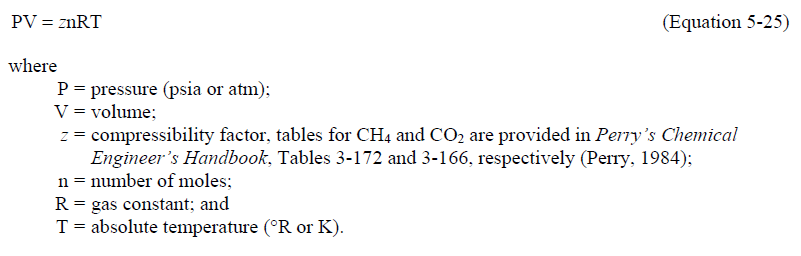 PV = znRT (Equation 5-25)
where
P = pressure (psia or atm);
V = volume;
z = compressibility factor, tables for CH4 and CO2 are provided in Perry's Chemical
Engineer's Handbook, Tables 3-172 and 3-166, respectively (Perry, 1984);
n = number of moles;
R = gas constant; and
T = absolute temperature (°R or K).